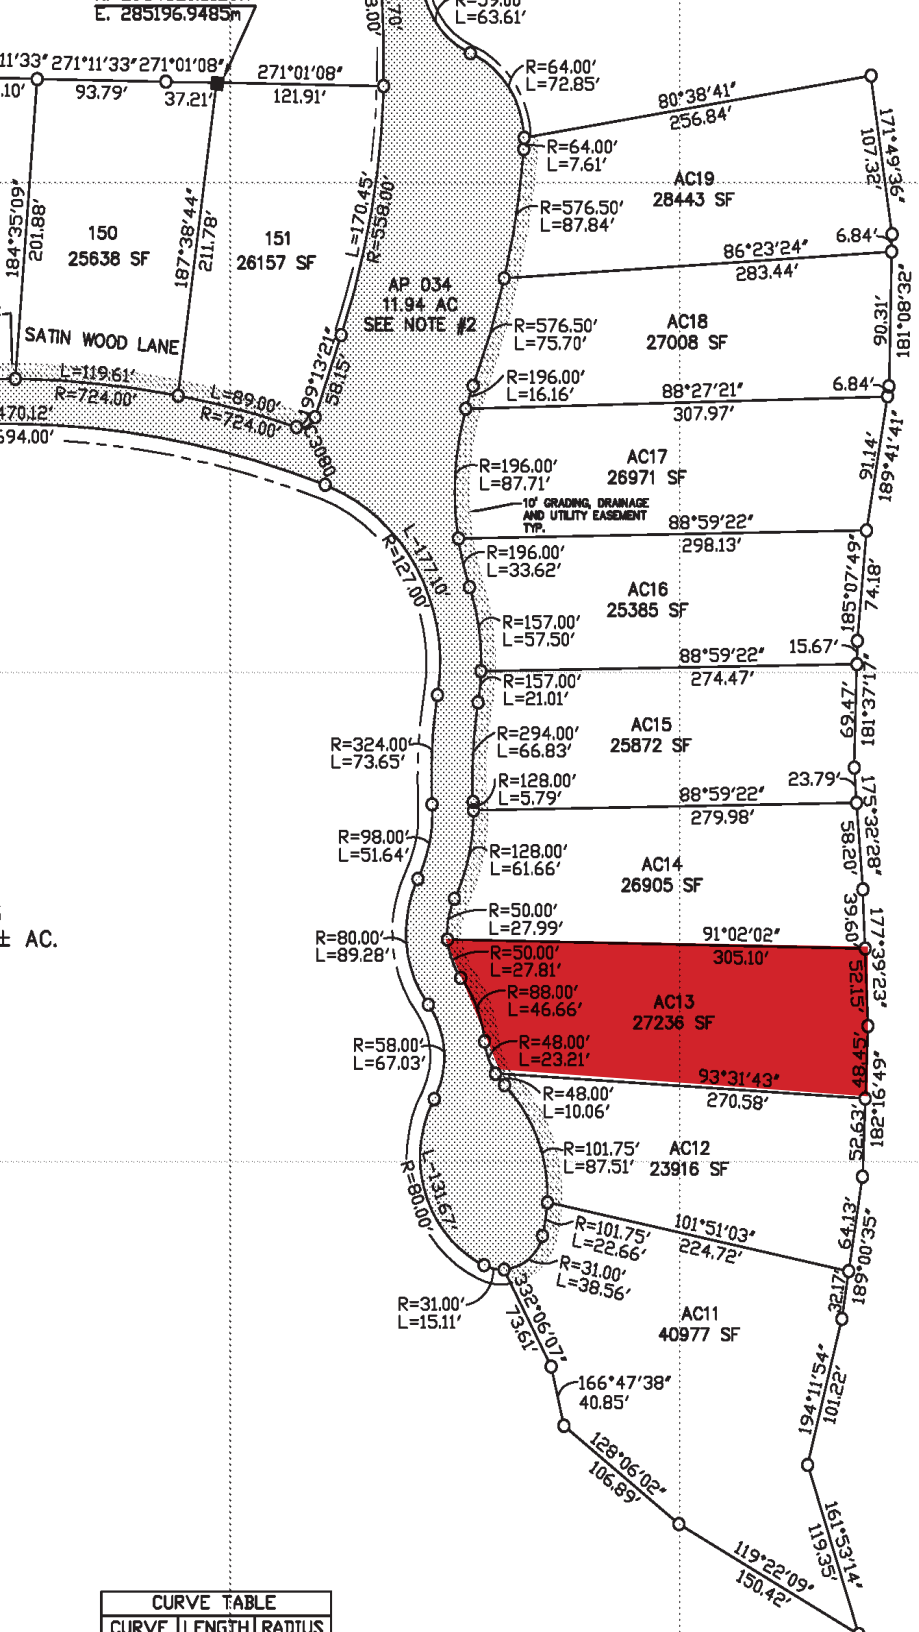 E. 285196.9485m
R=39.00'
L=63.61'
271°11'33"
93.79'
271°01'08"
37.21'
271°01'08"
121.91'
R=64.00'
L=72.85'
80°38'41"
256.84'
171°49'36"
107.32'
R=64.00'
L=7.61'
AC19
28443 SF
184°35'09"
201.88'
150
25638 SF
187°38'44"
211.78'
151
26157 SF
L=170.45'
R=558.00'
R=576.50'
L=87.84'
6.84'
86°23'24"
283.44'
AP 034
11.94 AC
SEE NOTE #2
181°08'32"
90.31'
R=576.50'
L=75.70'
AC18
27008 SF
SATIN WOOD LANE
L=119.61'
R=724.00'
L=89.00'
R=724.00'
199°13'21"
58.15'
C3080
R=196.00'
L=16.16'
88°27'21"
307.97'
6.84'
470.12'
694.00'
AC17
26971 SF
R=196.00'
L=87.71'
91.14'
189°41'41"
10' GRADING, DRAINAGE
AND UTILITY EASEMENT
TYP.
88°59'22"
298.13'
L=177.10'
R=127.00'
R=196.00'
L=33.62'
AC16
25385 SF
185°07'49"
74.18'
R=157.00'
L=57.50'
15.67'
88°59'22"
274.47'
R=157.00'
L=21.01'
69.47'
181°37'17"
R=324.00'
L=73.65'
R=294.00'
L=66.83'
AC15
25872 SF
R=128.00'
L=5.79'
23.79'
88°59'22"
279.98'
175°32'28"
58.20'
R=98.00'
L=51.64'
R=128.00'
L=61.66'
AC14
26905 SF
R=50.00'
L=27.99'
39.60'
177°39'23"
± AC.
R=80.00'
L=89.28'
91°02'02"
305.10'
R=50.00'
L=27.81'
52.15'
R=88.00'
L=46.66'
AC13
27236 SF
R=58.00'
L=67.03'
R=48.00'
L=23.21'
48.45'
182°16'49"
93°31'43"
270.58'
R=48.00'
L=10.06'
52.63'
R=101.75'
L=87.51'
AC12
23916 SF
L=131.67'
R=80.00'
101°51'03"
224.72'
64.13'
189°00'35"
R=101.75'
L=22.66'
R=31.00'
L=38.56'
32.17'
R=31.00'
L=15.11'
332°06'07"
73.61'
AC11
40977 SF
166°47'38"
40.85'
194°11'54"
101.22'
128°06'02"
106.89'
161°53'14"
119.35'
119°22'09"
150.42'
CURVE TABLE
CURVE LENGTH RADIUS